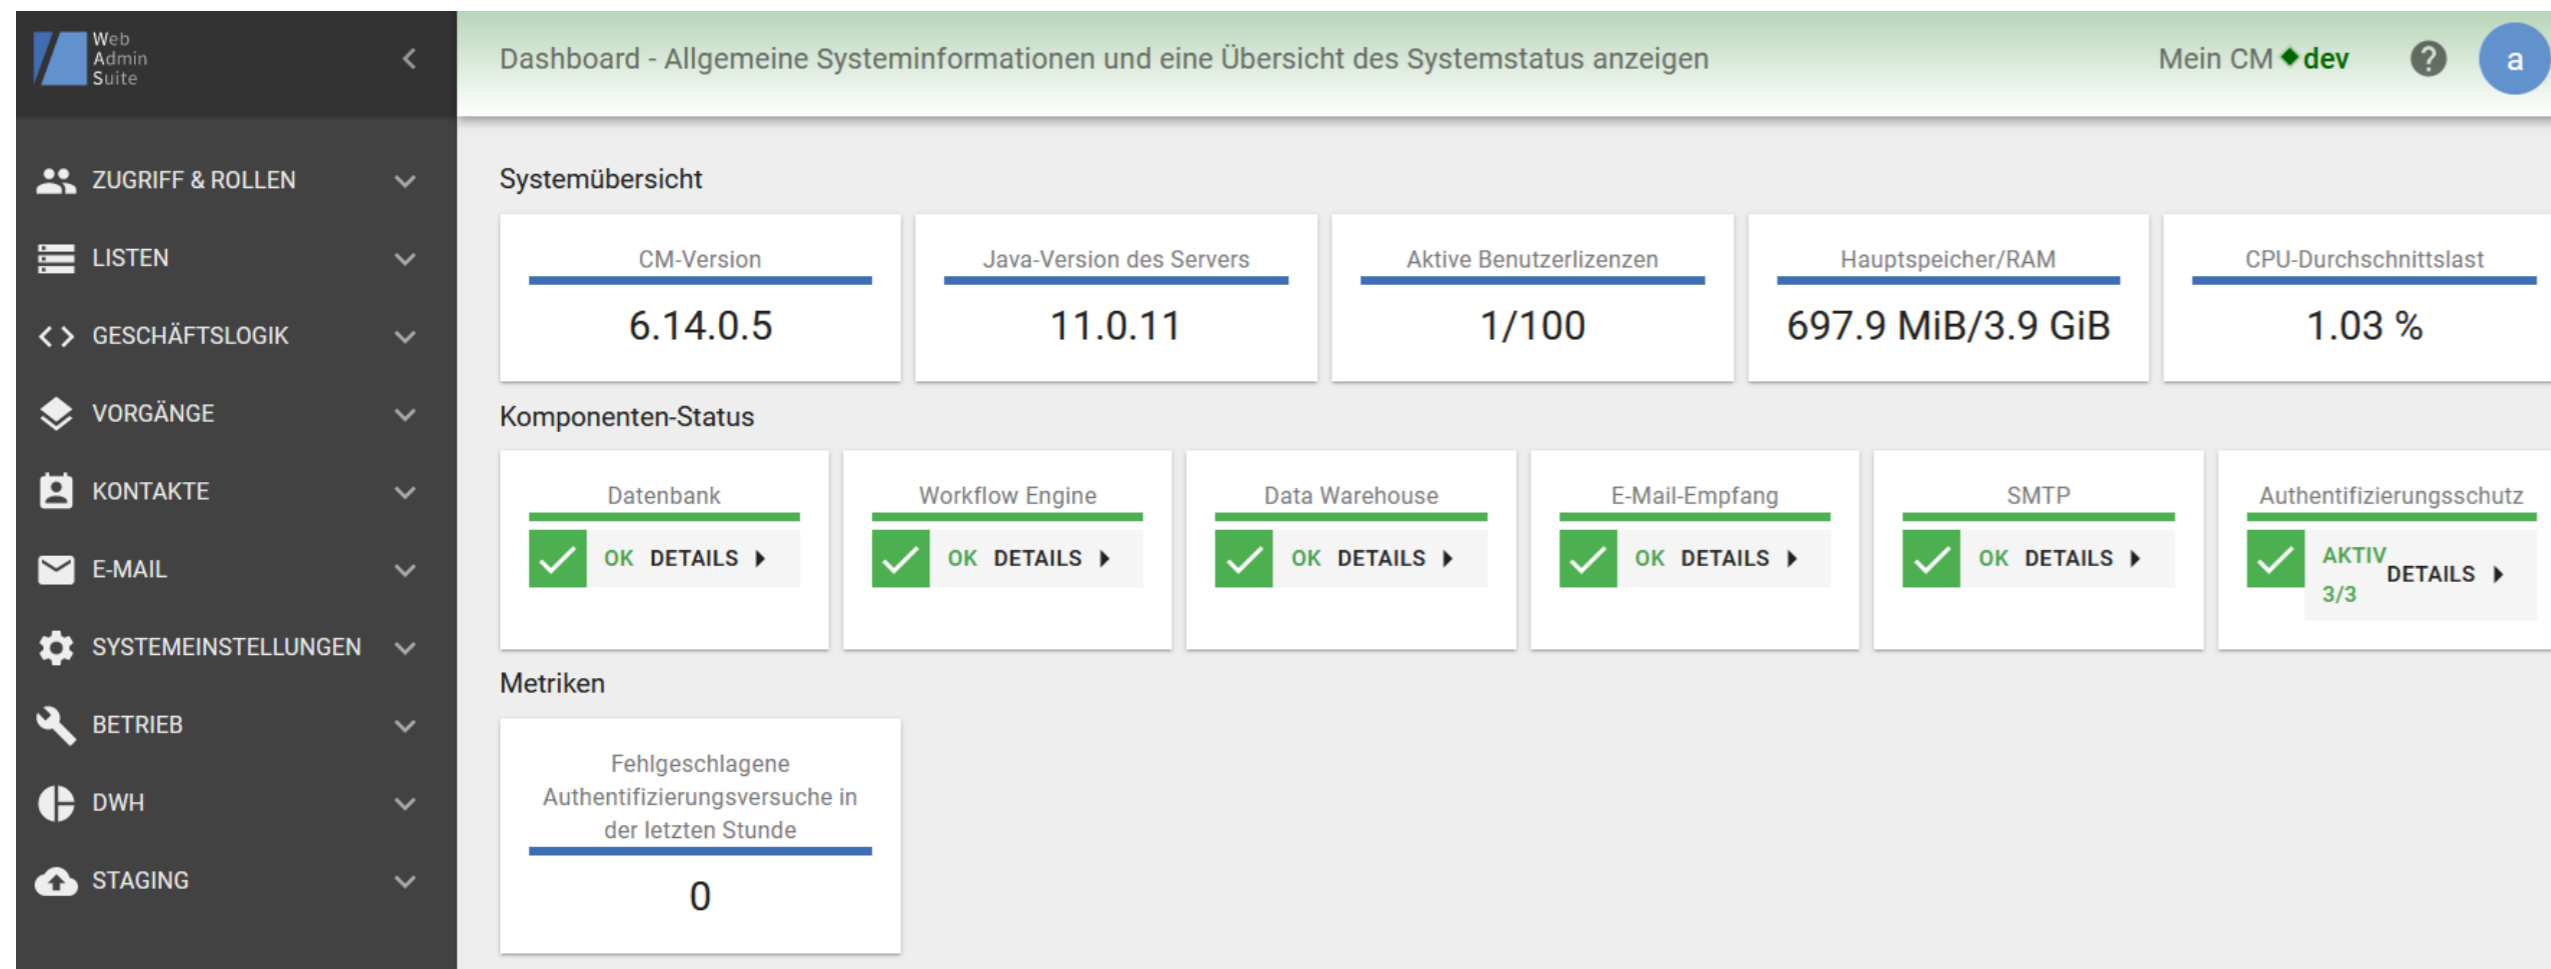 Web
Admin
Suite
Dashboard - Allgemeine Systeminformationen und eine Übersicht des Systemstatus anzeigen
Mein CM dev
?
a
ZUGRIFF & ROLLEN
LISTEN
GESCHÄFTSLOGIK
VORGÄNGE
KONTAKTE
E-MAIL
SYSTEMEINSTELLUNGEN
BETRIEB
DWH
STAGING
Systemübersicht
CM-Version
6.14.0.5
Java-Version des Servers
11.0.11
Aktive Benutzerlizenzen
1/100
Hauptspeicher/RAM
697.9 MiB/3.9 GiB
CPU-Durchschnittslast
1.03 %
Komponenten-Status
Datenbank
OK DETAILS
Workflow Engine
OK DETAILS
Data Warehouse
OK DETAILS
E-Mail-Empfang
OK DETAILS
SMTP
OK DETAILS
Authentifizierungsschutz
AKTIV
3/3
DETAILS
Metriken
Fehlgeschlagene
Authentifizierungsversuche in
der letzten Stunde
0